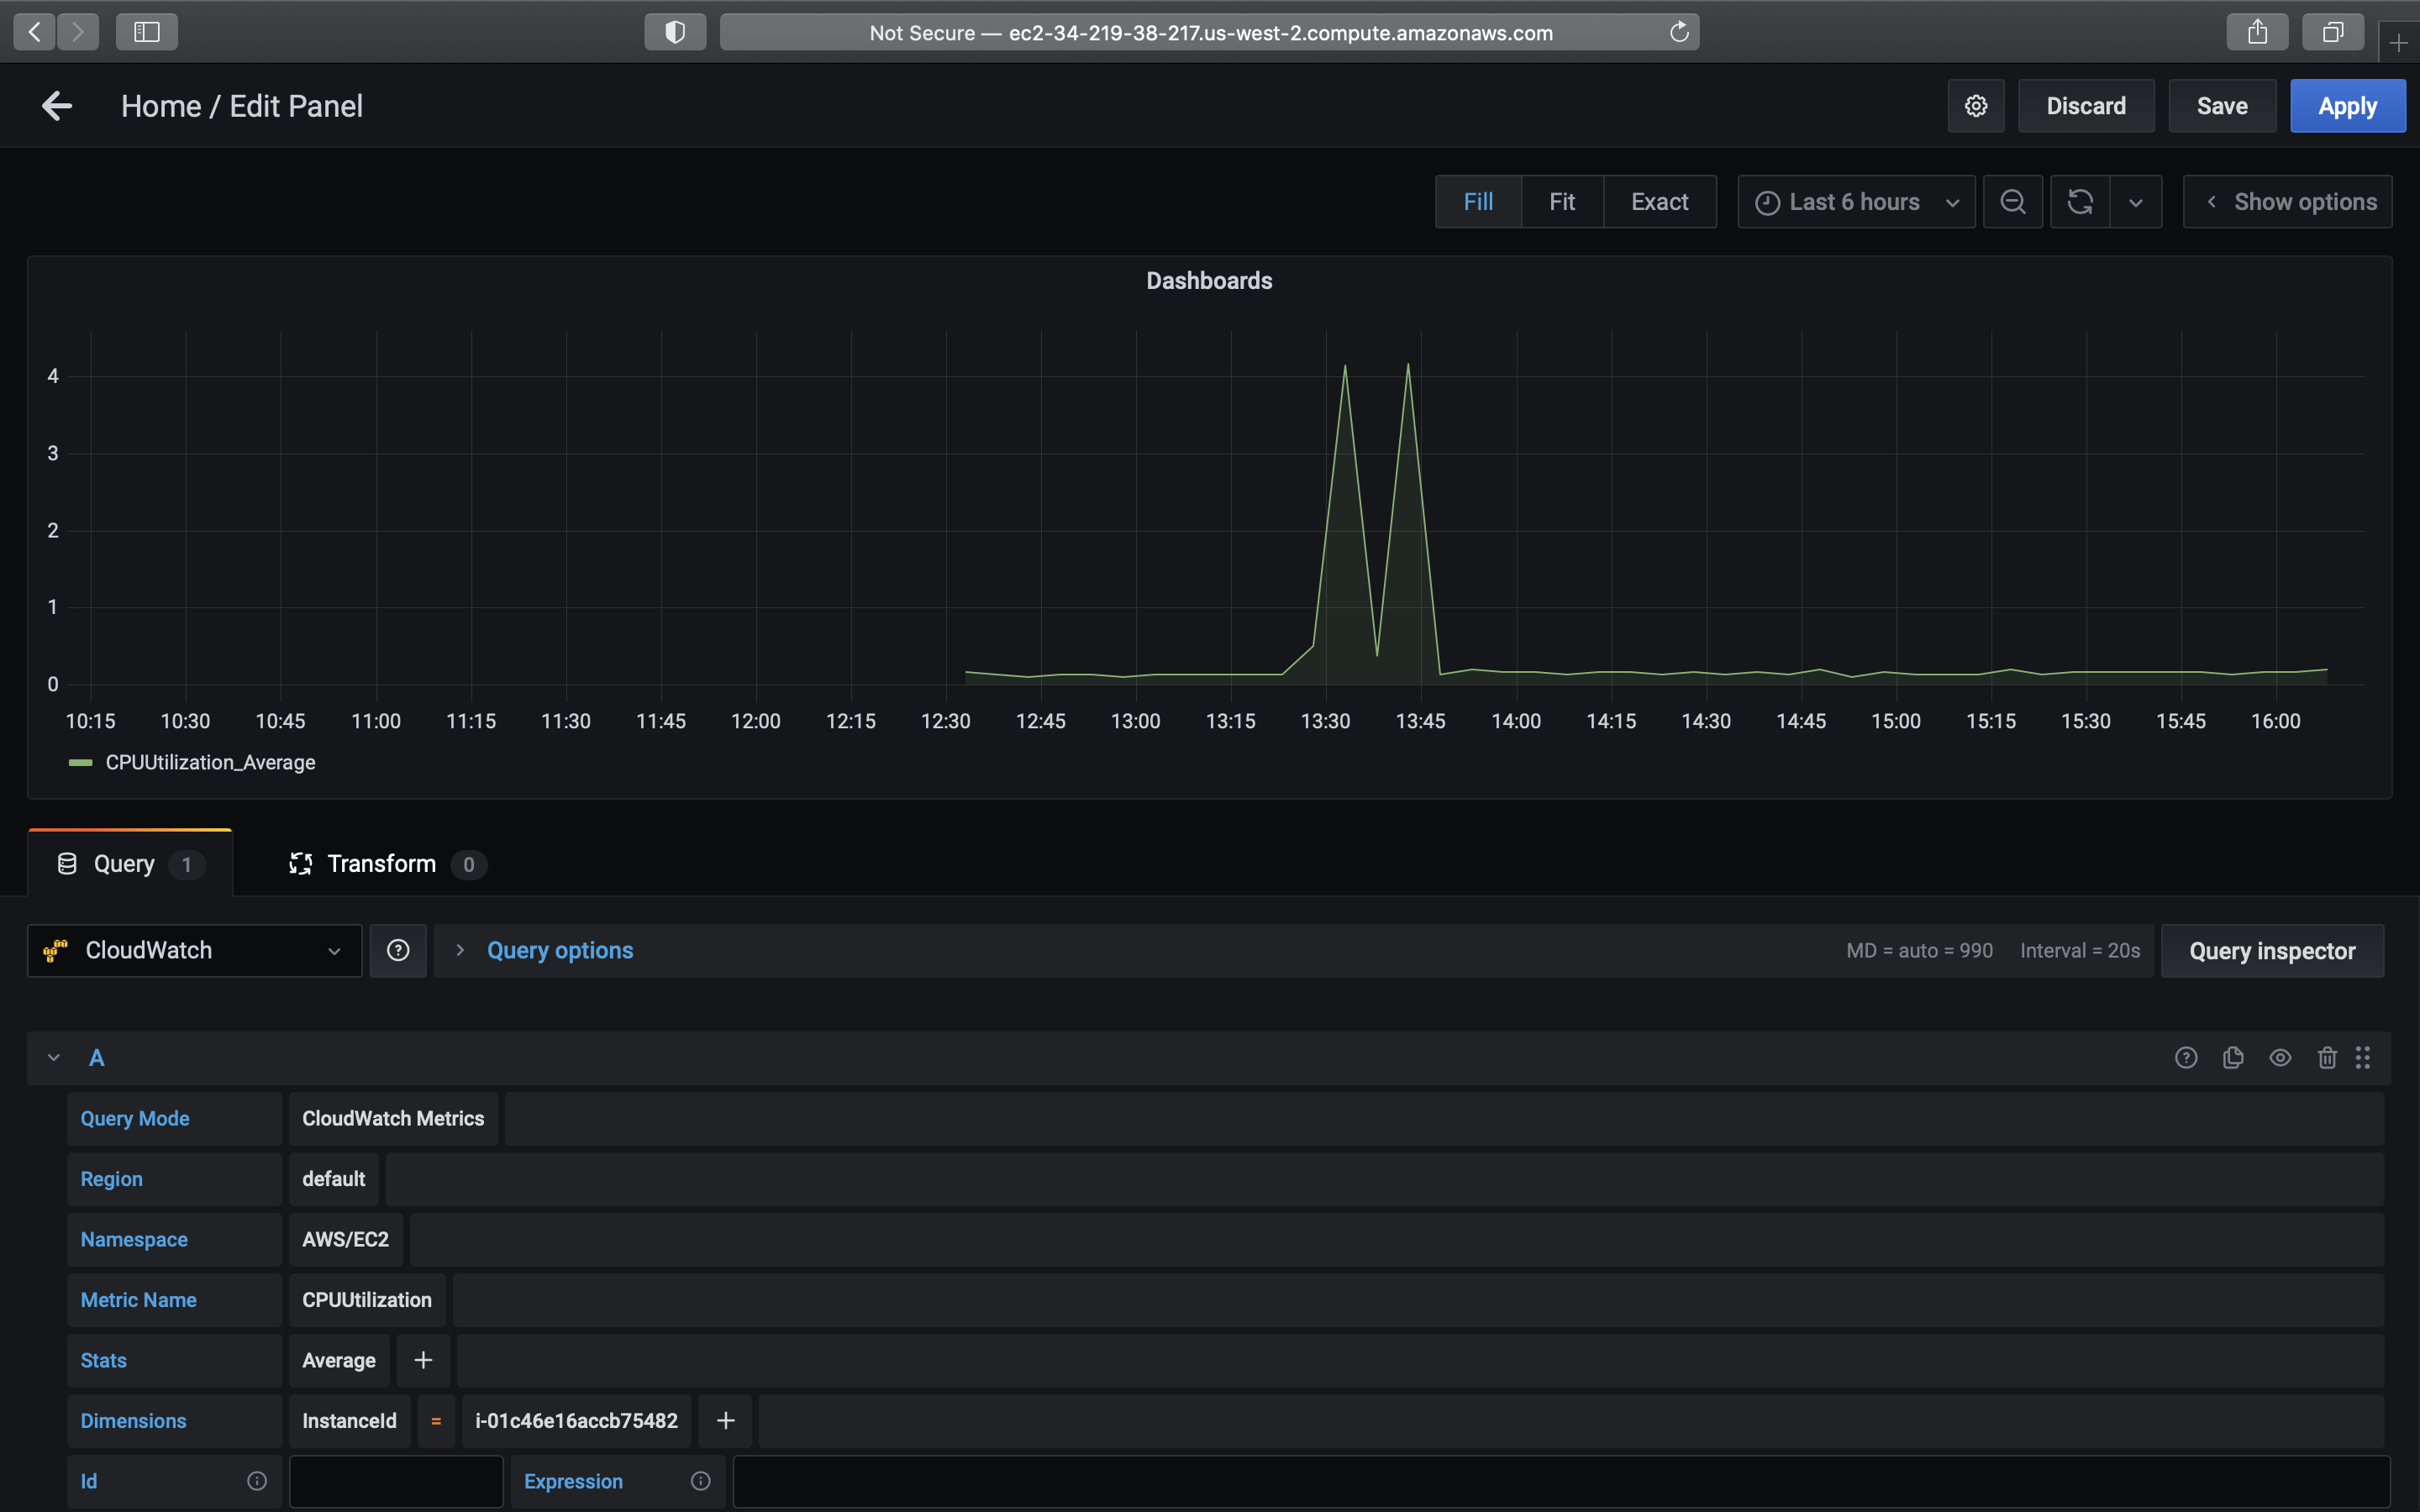 Not Secure — ec2-34-219-38-217.us-west-2.compute.amazonaws.com
Home / Edit Panel
Discard
Save
Apply
Fill
Fit
Exact
Last 6 hours
Show options
Dashboards
4
3
2
1
0
10:15 10:30 10:45 11:00 11:15 11:30 11:45 12:00 12:15 12:30 12:45 13:00 13:15 13:30 13:45 14:00 14:15 14:30 14:45 15:00 15:15 15:30 15:45 16:00
CPUUtilization_Average
Query 1
Transform 0
CloudWatch
Query options
MD = auto = 990 Interval = 20s
Query inspector
A
Query Mode CloudWatch Metrics
Region default
Namespace AWS/EC2
Metric Name CPUUtilization
Stats Average +
Dimensions InstanceId = i-01c46e16accb75482 +
Id Expression